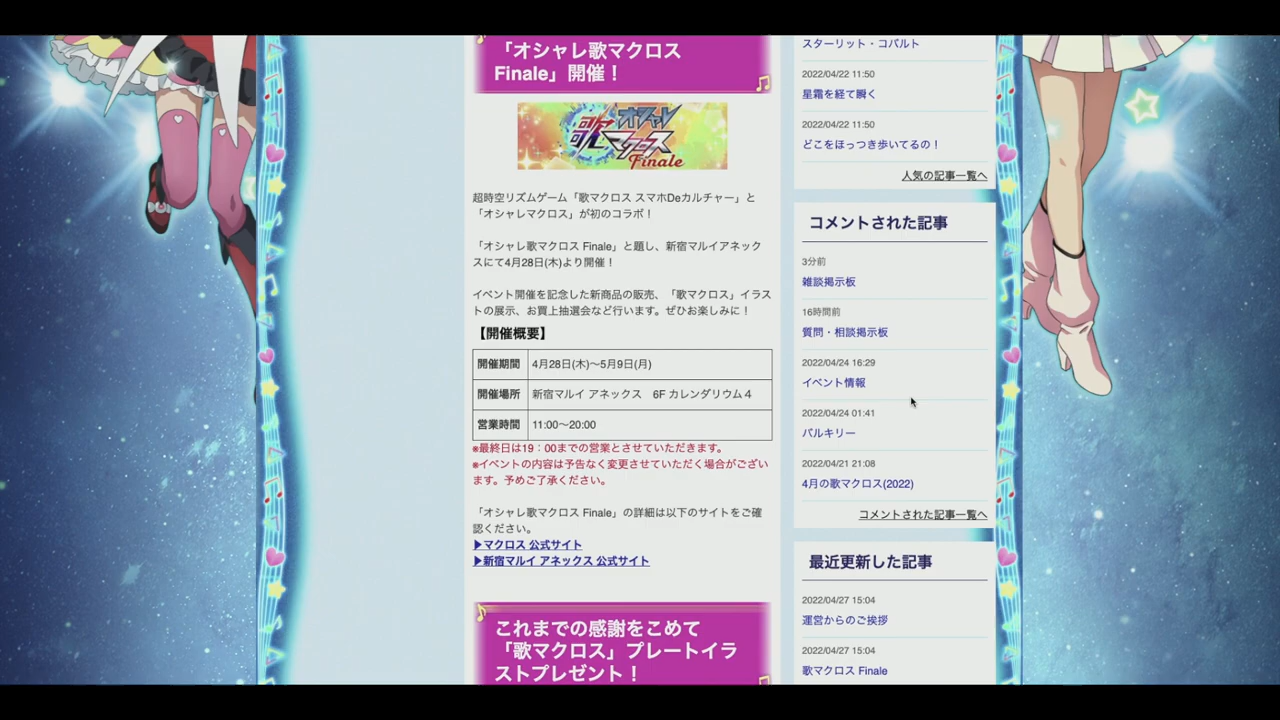 「オシャレ歌マクロス
Finale」開催！
オシャレ
歌マクロス
Finale
超時空リズムゲーム「歌マクロス スマホDeカルチャー」と
「オシャレマクロス」が初のコラボ！
「オシャレ歌マクロス Finale」と題し、新宿マルイアネック
スにて4月28日(木)より開催！
イベント開催を記念した新商品の販売、「歌マクロス」イラス
トの展示、お買上抽選会など行います。ぜひお楽しみに！
【開催概要】
開催期間 4月28日(木)～5月9日(月)
開催場所 新宿マルイ アネックス　6F カレンダリウム４
営業時間 11:00～20:00
※最終日は19：00までの営業とさせていただきます。
※イベントの内容は予告なく変更させていただく場合がござい
ます。予めご了承ください。
「オシャレ歌マクロス Finale」の詳細は以下のサイトをご確
認ください。
▶マクロス 公式サイト
▶新宿マルイ アネックス 公式サイト
これまでの感謝をこめて
「歌マクロス」プレートイラ
ストプレゼント！
スターリット・コバルト
2022/04/22 11:50
星霜を経て瞬く
2022/04/22 11:50
どこをほっつき歩いてるの！
人気の記事一覧へ
コメントされた記事
3分前
雑談掲示板
16時間前
質問・相談掲示板
2022/04/24 16:29
イベント情報
2022/04/24 01:41
バルキリー
2022/04/21 21:08
4月の歌マクロス(2022)
コメントされた記事一覧へ
最近更新した記事
2022/04/27 15:04
運営からのご挨拶
2022/04/27 15:04
歌マクロス Finale